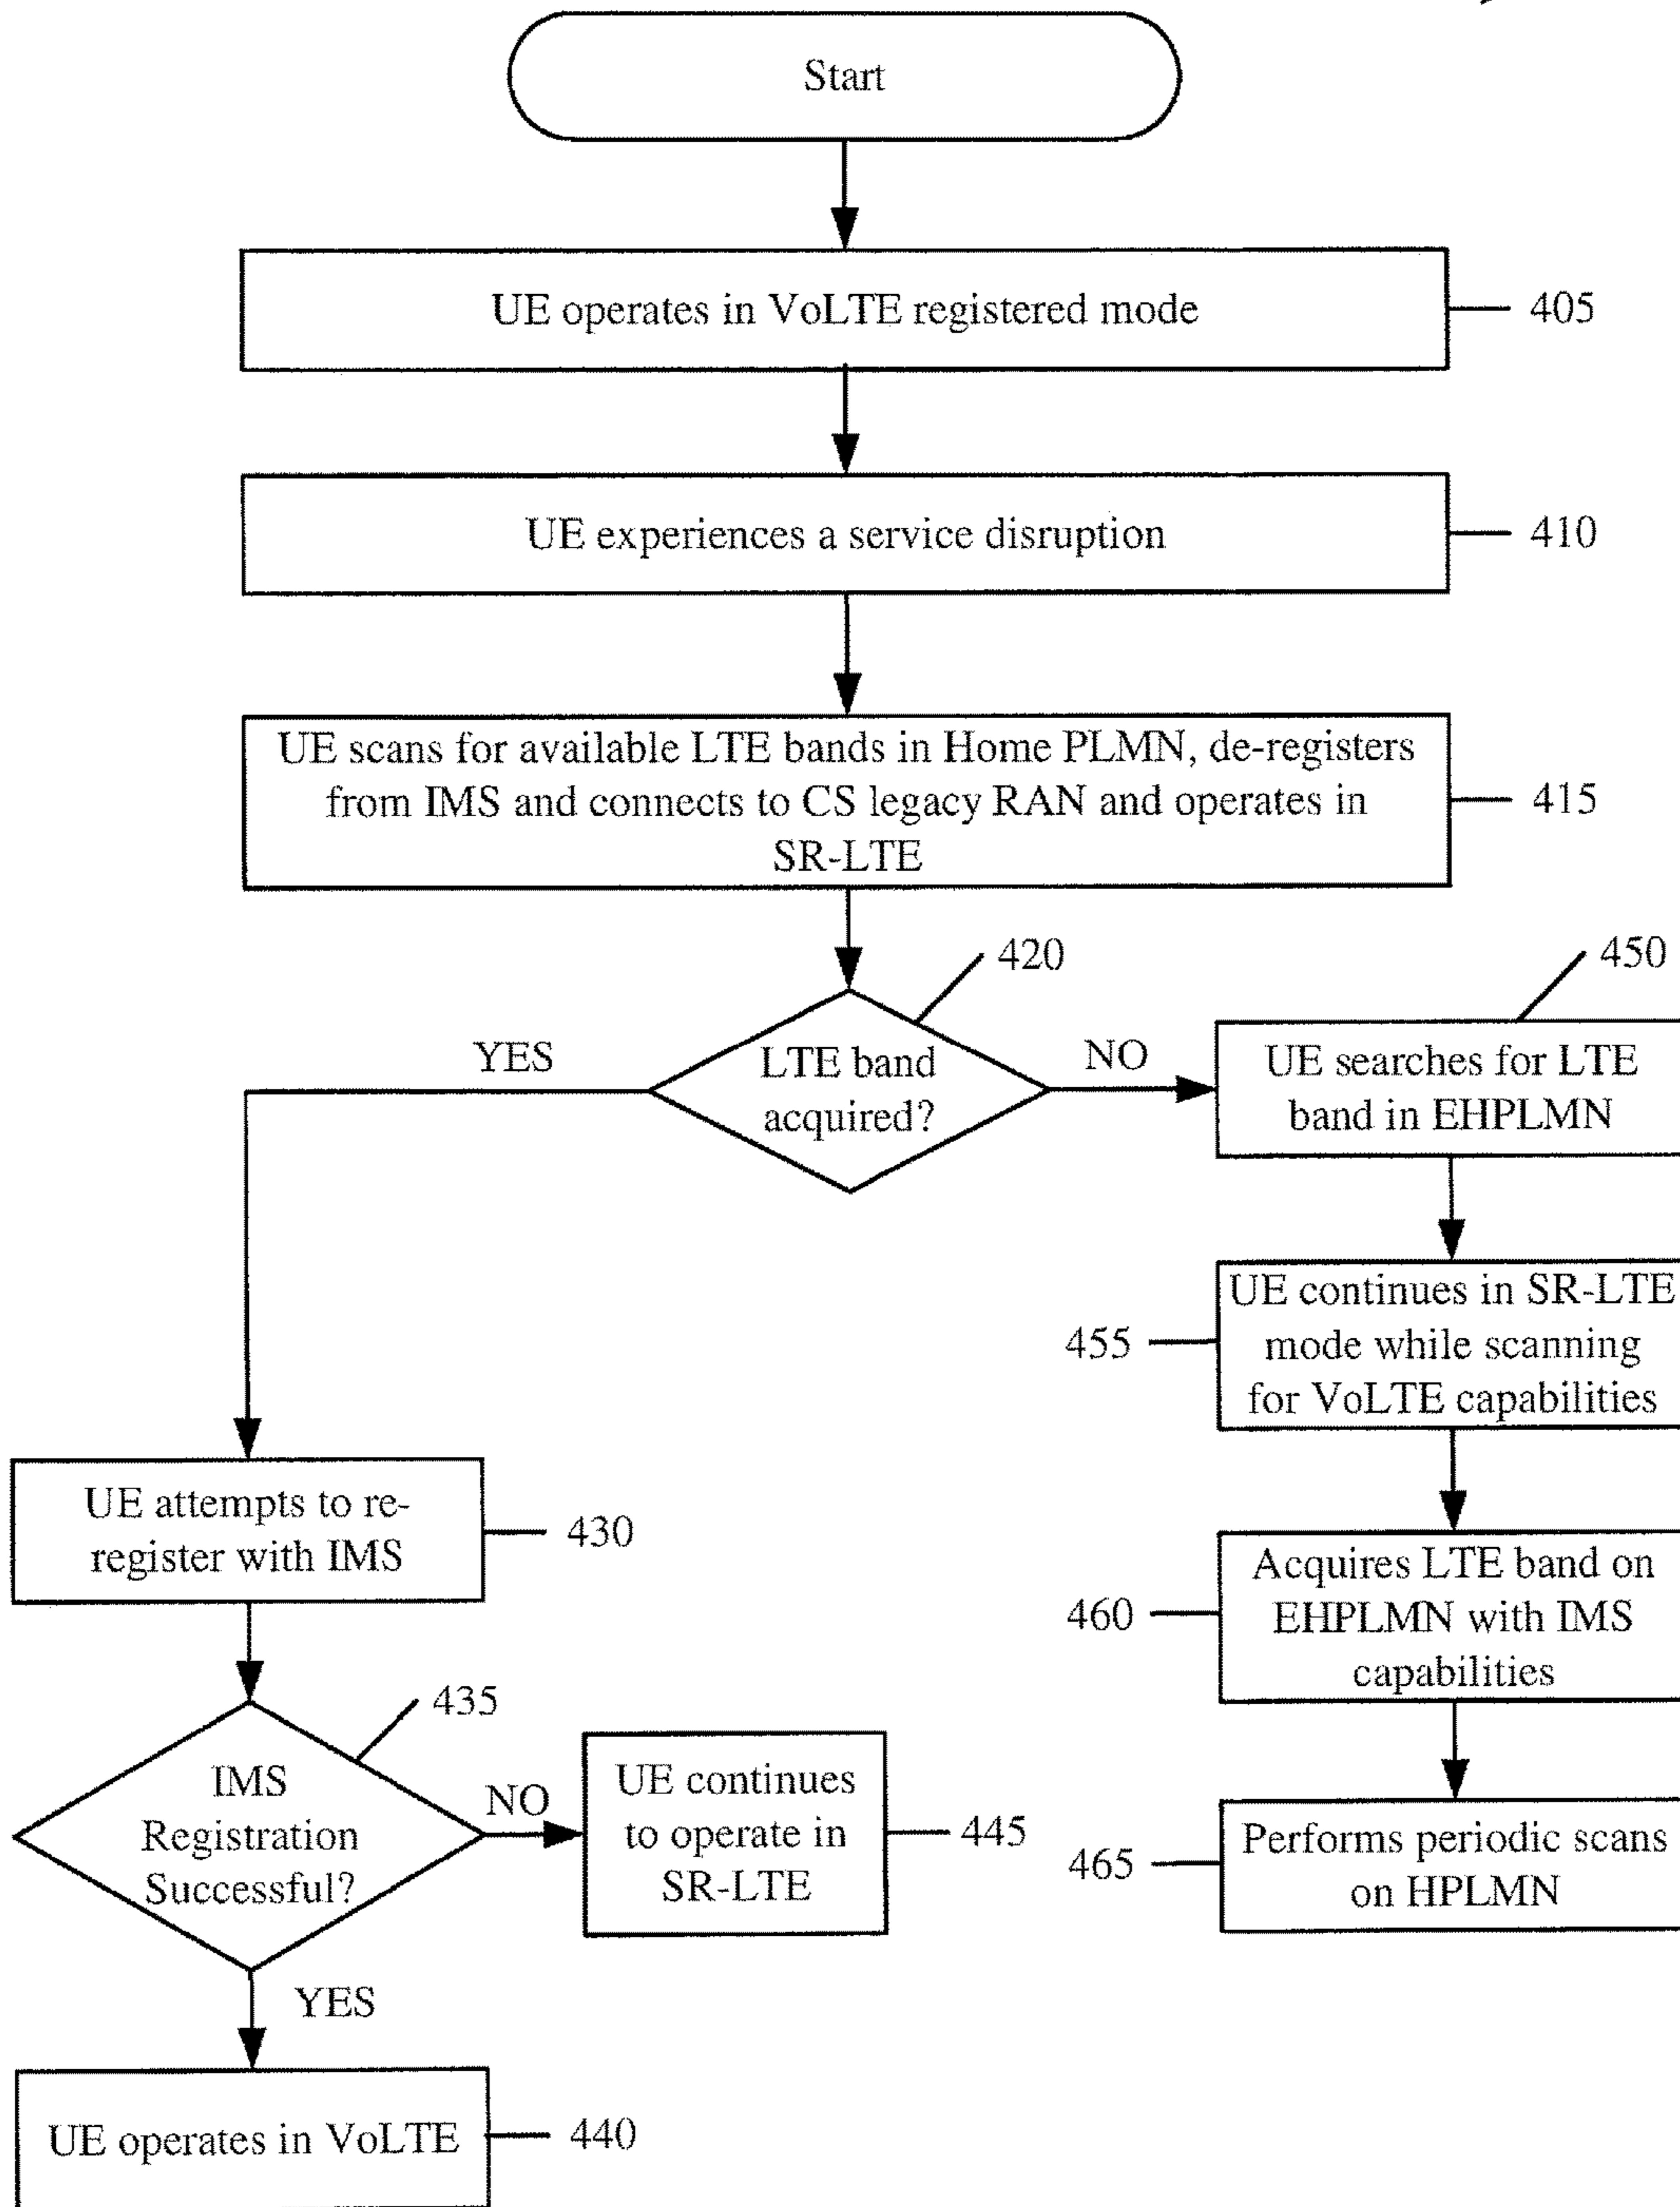 Start
UE operates in VoLTE registered mode
405
UE experiences a service disruption
410
UE scans for available LTE bands in Home PLMN, de-registers
from IMS and connects to CS legacy RAN and operates in
SR-LTE
415
420
450
YES
LTE band
acquired?
NO
UE searches for LTE
band in EHPLMN
455
UE continues in SR-LTE
mode while scanning
for VoLTE capabilities
UE attempts to re-
register with IMS
430
460
Acquires LTE band on
EHPLMN with IMS
capabilities
435
IMS
Registration
Successful?
NO
UE continues
to operate in
SR-LTE
445
465
Performs periodic scans
on HPLMN
YES
UE operates in VoLTE
440